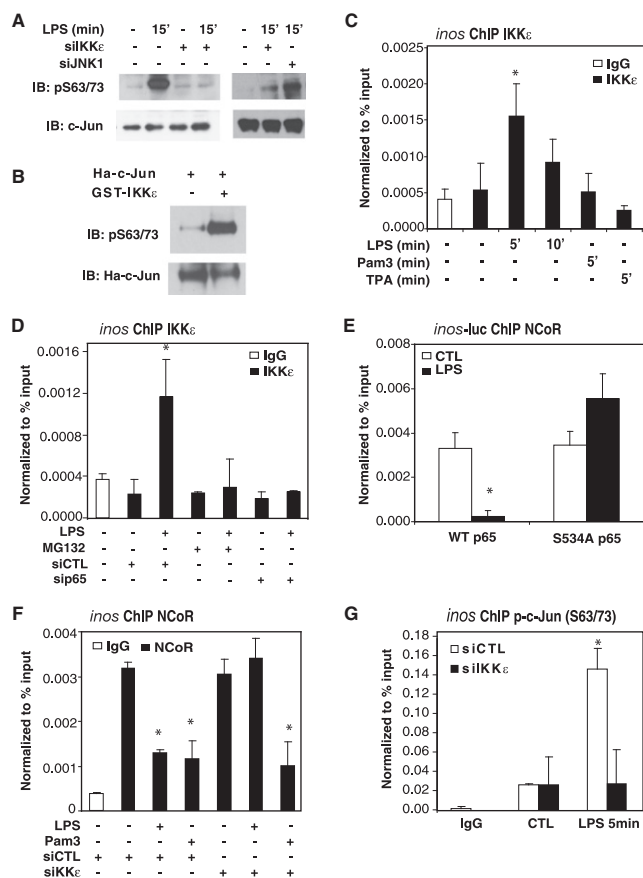 A
LPS (min) - 15' - 15' - 15' 15'
siIKKε - - + + - + -
siJNK1 - - +
IB: pS63/73
IB: c-Jun
B
Ha-c-Jun + +
GST-IKKε - +
IB: pS63/73
IB: Ha-c-Jun
C
inos ChIP IKKε
IgG
IKKε
Normalized to % input
0.0025
0.0020
0.0015
0.0010
0.0005
0.0000
*
LPS (min) - - 5' 10' - -
Pam3 (min) - - - - 5' -
TPA (min) - - - - - 5'
D
inos ChIP IKKε
IgG
IKKε
Normalized to % input
0.0016
0.0012
0.0008
0.0004
0.0000
*
LPS - - + - + - +
MG132 - - - + + - -
siCTL - + + - - - -
sip65 - - - - - + +
E
inos-luc ChIP NCoR
CTL
LPS
Normalized to % input
0.008
0.006
0.004
0.002
0.000
*
WT p65
S534A p65
F
inos ChIP NCoR
IgG
NCoR
Normalized to % input
0.004
0.003
0.002
0.001
0
* * *
LPS - - + - - + -
Pam3 - - - + - - +
siCTL + + + + - - -
siKKε - - - - + + +
G
inos ChIP p-c-Jun (S63/73)
siCTL
siIKKε
Normalized to % input
0.18
0.16
0.14
0.12
0.10
0.08
0.06
0.04
0.02
0.00
*
IgG
CTL
LPS 5min